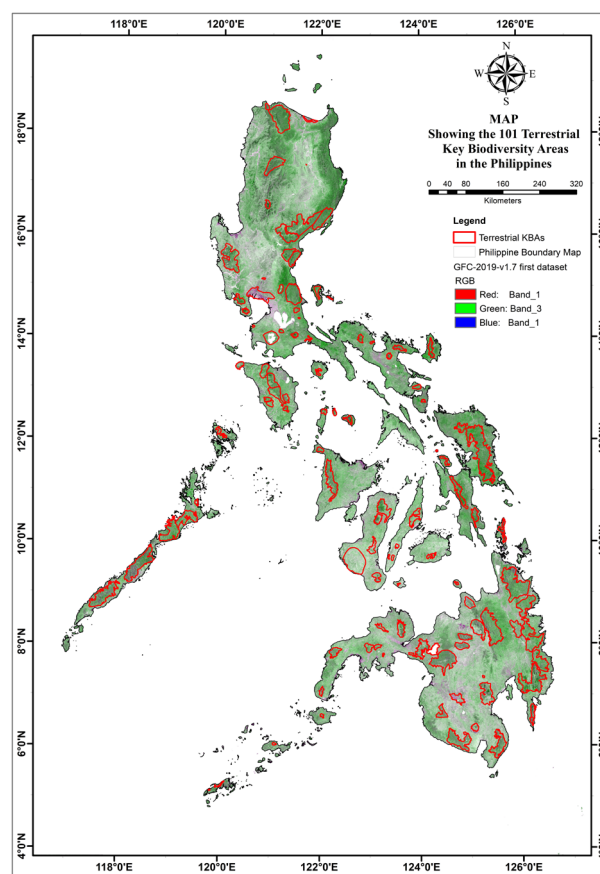 118°0'E 120°0'E 122°0'E 124°0'E 126°0'E
N
W E
S
MAP
Showing the 101 Terrestrial
Key Biodiversity Areas
in the Philippines
0 40 80 160 240 320
Kilometers
Legend
Terrestrial KBAs
Philippine Boundary Map
GFC-2019-v1.7 first dataset
RGB
Red: Band_1
Green: Band_3
Blue: Band_1
18°0'N
16°0'N
14°0'N
12°0'N
10°0'N
8°0'N
6°0'N
4°0'N
118°0'E 120°0'E 122°0'E 124°0'E 126°0'E